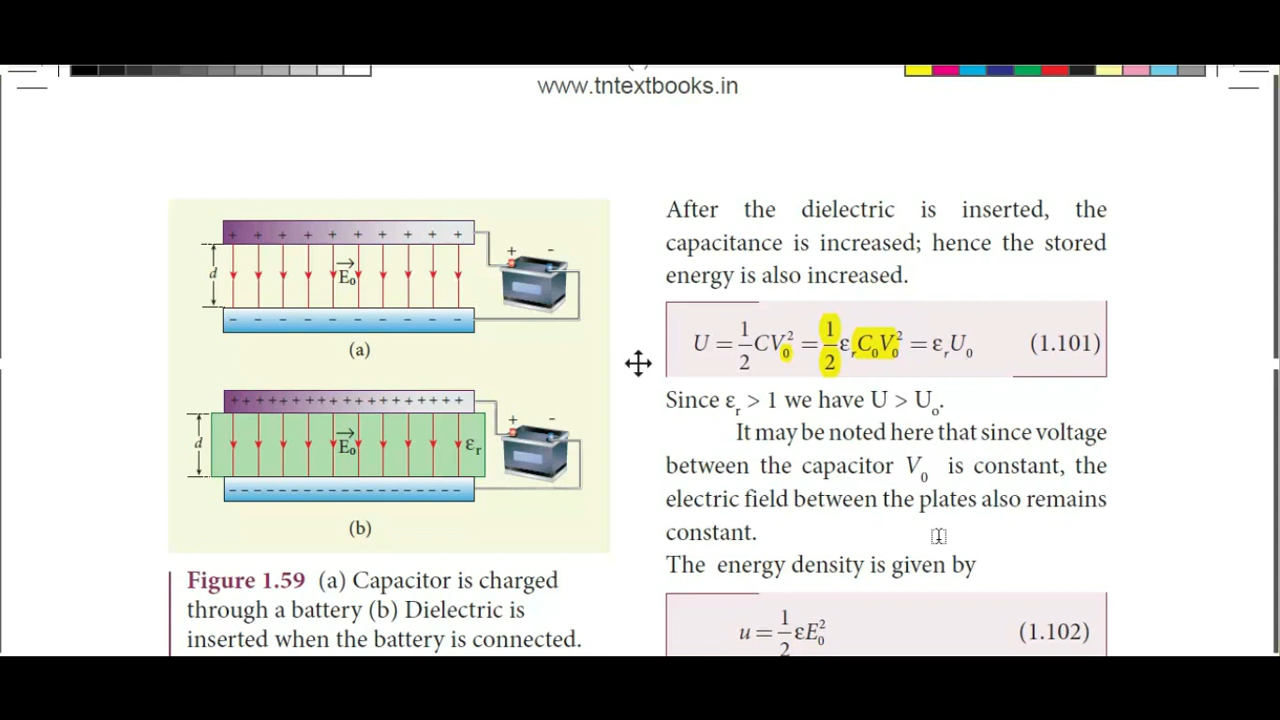 www.tntextbooks.in
+ + + + + + + + + +
d
E₀
+ -
− − − − − − − − − −
(a)
+ + + + + + + + + + + + + + + + + + +
d
E₀
εᵣ
+ -
(b)
Figure 1.59 (a) Capacitor is charged
through a battery (b) Dielectric is
inserted when the battery is connected.
After the dielectric is inserted, the
capacitance is increased; hence the stored
energy is also increased.
U = 1/2 CV₀² = 1/2 εᵣC₀V₀² = εᵣU₀ (1.101)
Since εᵣ > 1 we have U > Uₒ.
It may be noted here that since voltage
between the capacitor V₀ is constant, the
electric field between the plates also remains
constant.
The energy density is given by
u = 1/2 εE₀² (1.102)